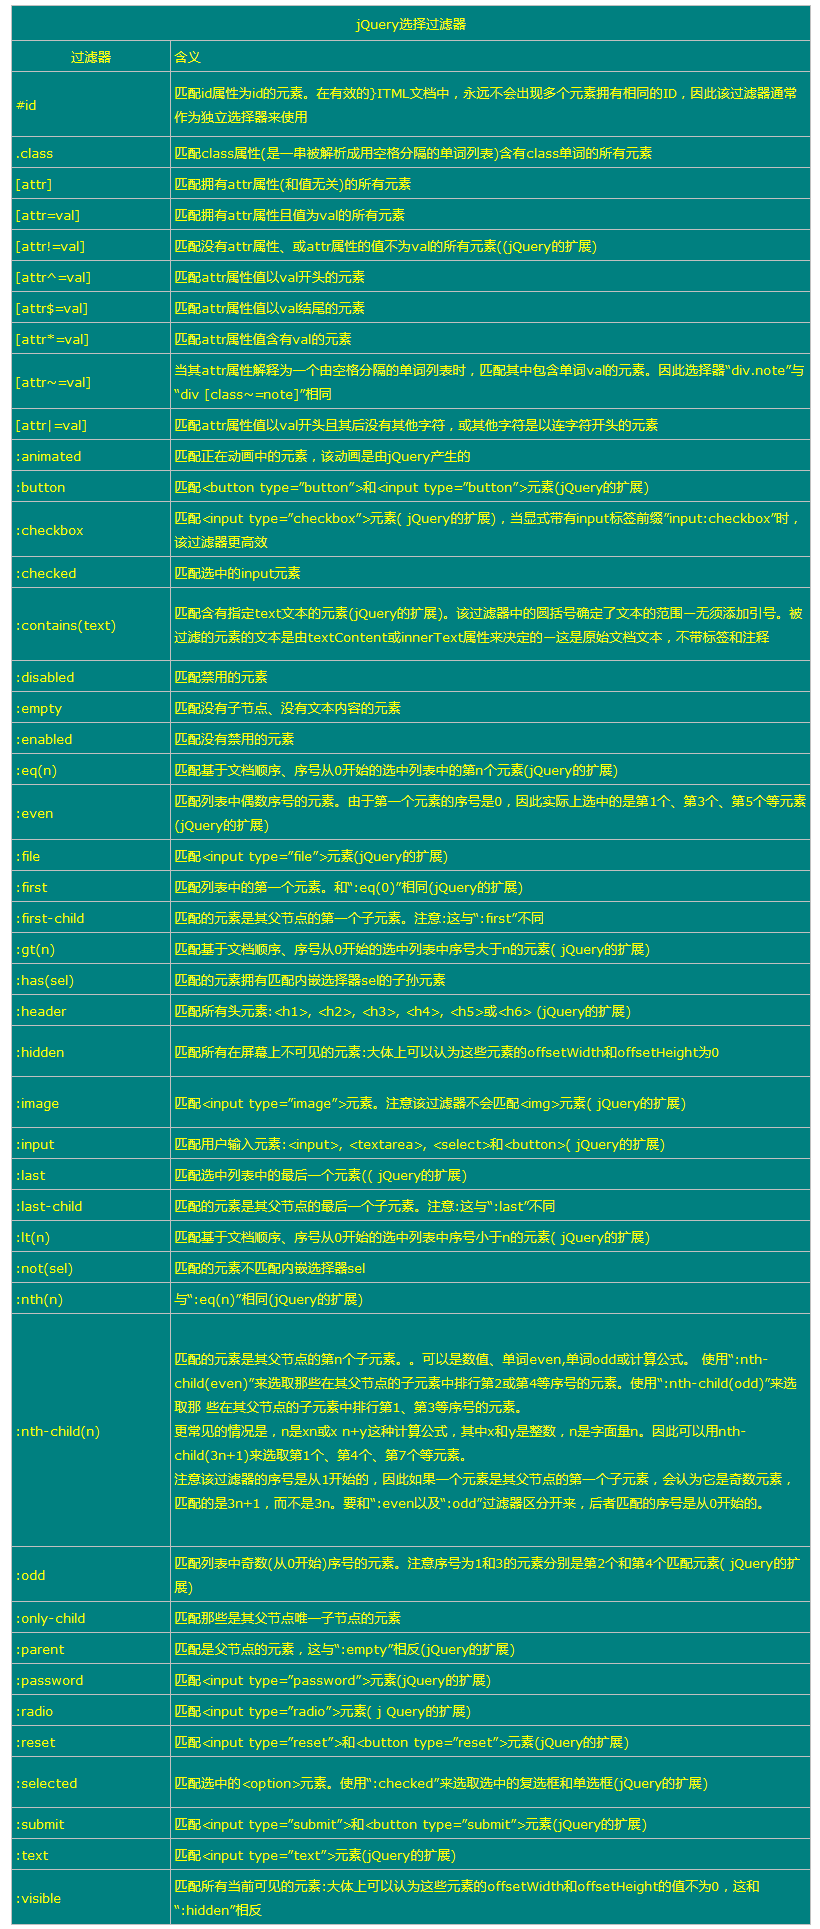 jQuery选择过滤器
过滤器 含义
#id 匹配id属性为id的元素。在有效的}ITML文档中，永远不会出现多个元素拥有相同的ID，因此该过滤器通常
作为独立选择器来使用
.class 匹配class属性(是一串被解析成用空格分隔的单词列表)含有class单词的所有元素
[attr] 匹配拥有attr属性(和值无关)的所有元素
[attr=val] 匹配拥有attr属性且值为val的所有元素
[attr!=val] 匹配没有attr属性、或attr属性的值不为val的所有元素((jQuery的扩展)
[attr^=val] 匹配attr属性值以val开头的元素
[attr$=val] 匹配attr属性值以val结尾的元素
[attr*=val] 匹配attr属性值含有val的元素
[attr~=val] 当其attr属性解释为一个由空格分隔的单词列表时，匹配其中包含单词val的元素。因此选择器“div.note”与
“div [class~=note]”相同
[attr|=val] 匹配attr属性值以val开头且其后没有其他字符，或其他字符是以连字符开头的元素
:animated 匹配正在动画中的元素，该动画是由jQuery产生的
:button 匹配<button type=”button”>和<input type=”button”>元素(jQuery的扩展)
:checkbox 匹配<input type=”checkbox”>元素( jQuery的扩展)，当显式带有input标签前缀”input:checkbox”时，
该过滤器更高效
:checked 匹配选中的input元素
:contains(text) 匹配含有指定text文本的元素(jQuery的扩展)。该过滤器中的圆括号确定了文本的范围一无须添加引号。被
过滤的元素的文本是由textContent或innerText属性来决定的一这是原始文档文本，不带标签和注释
:disabled 匹配禁用的元素
:empty 匹配没有子节点、没有文本内容的元素
:enabled 匹配没有禁用的元素
:eq(n) 匹配基于文档顺序、序号从0开始的选中列表中的第n个元素(jQuery的扩展)
:even 匹配列表中偶数序号的元素。由于第一个元素的序号是0，因此实际上选中的是第1个、第3个、第5个等元素
(jQuery的扩展)
:file 匹配<input type=”file”>元素(jQuery的扩展)
:first 匹配列表中的第一个元素。和“:eq(0)”相同(jQuery的扩展)
:first-child 匹配的元素是其父节点的第一个子元素。注意:这与“:first”不同
:gt(n) 匹配基于文档顺序、序号从0开始的选中列表中序号大于n的元素( jQuery的扩展)
:has(sel) 匹配的元素拥有匹配内嵌选择器sel的子孙元素
:header 匹配所有头元素:<h1>, <h2>, <h3>, <h4>, <h5>或<h6> (jQuery的扩展)
:hidden 匹配所有在屏幕上不可见的元素:大体上可以认为这些元素的offsetWidth和offsetHeight为0
:image 匹配<input type=”image”>元素。注意该过滤器不会匹配<img>元素( jQuery的扩展)
:input 匹配用户输入元素:<input>, <textarea>, <select>和<button>( jQuery的扩展)
:last 匹配选中列表中的最后一个元素(( jQuery的扩展)
:last-child 匹配的元素是其父节点的最后一个子元素。注意:这与“:last”不同
:lt(n) 匹配基于文档顺序、序号从0开始的选中列表中序号小于n的元素( jQuery的扩展)
:not(sel) 匹配的元素不匹配内嵌选择器sel
:nth(n) 与“:eq(n)”相同(jQuery的扩展)
:nth-child(n) 匹配的元素是其父节点的第n个子元素。。可以是数值、单词even,单词odd或计算公式。 使用“:nth-
child(even)”来选取那些在其父节点的子元素中排行第2或第4等序号的元素。使用“:nth-child(odd)”来选
取那 些在其父节点的子元素中排行第1、第3等序号的元素。
更常见的情况是，n是xn或x n+y这种计算公式，其中x和y是整数，n是字面量n。因此可以用nth-
child(3n+1)来选取第1个、第4个、第7个等元素。
注意该过滤器的序号是从1开始的，因此如果一个元素是其父节点的第一个子元素，会认为它是奇数元素，
匹配的是3n+1，而不是3n。要和“:even以及“:odd”过滤器区分开来，后者匹配的序号是从0开始的。
:odd 匹配列表中奇数(从0开始)序号的元素。注意序号为1和3的元素分别是第2个和第4个匹配元素( jQuery的扩
展)
:only-child 匹配那些是其父节点唯一子节点的元素
:parent 匹配是父节点的元素，这与“:empty”相反(jQuery的扩展)
:password 匹配<input type=”password”>元素(jQuery的扩展)
:radio 匹配<input type=”radio”>元素( j Query的扩展)
:reset 匹配<input type=”reset”>和<button type=”reset”>元素(jQuery的扩展)
:selected 匹配选中的<option>元素。使用“:checked”来选取选中的复选框和单选框(jQuery的扩展)
:submit 匹配<input type=”submit”>和<button type=”submit”>元素(jQuery的扩展)
:text 匹配<input type=”text”>元素(jQuery的扩展)
:visible 匹配所有当前可见的元素:大体上可以认为这些元素的offsetWidth和offsetHeight的值不为0，这和
“:hidden”相反